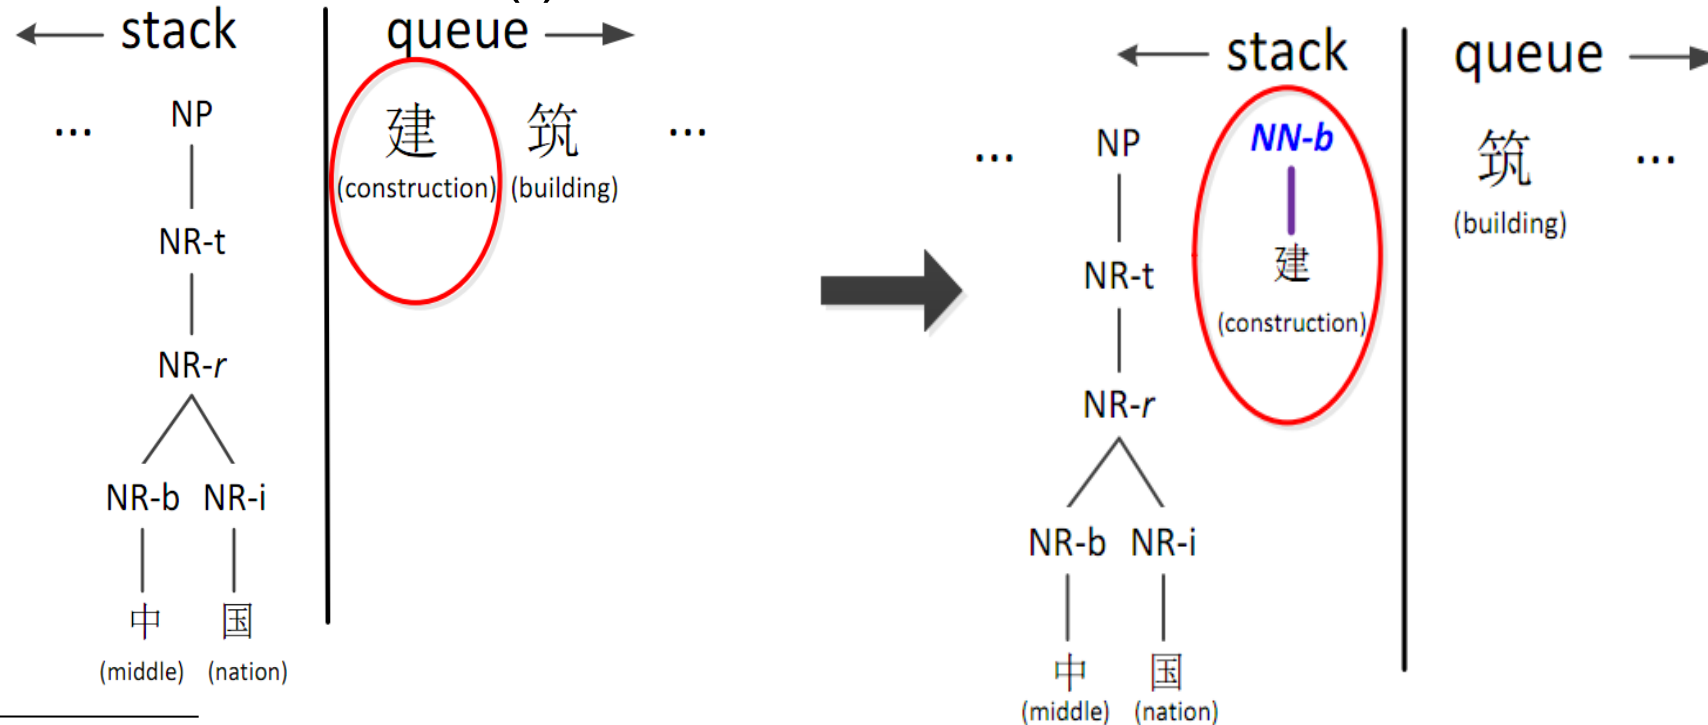 stack queue
... NP 建 筑 ...
(construction) (building)
NR-t
NR-r
NR-b NR-i
中 国
(middle) (nation)
stack queue
... NP NN-b 筑 ...
(building)
NR-t 建
(construction)
NR-r
NR-b NR-i
中 国
(middle) (nation)